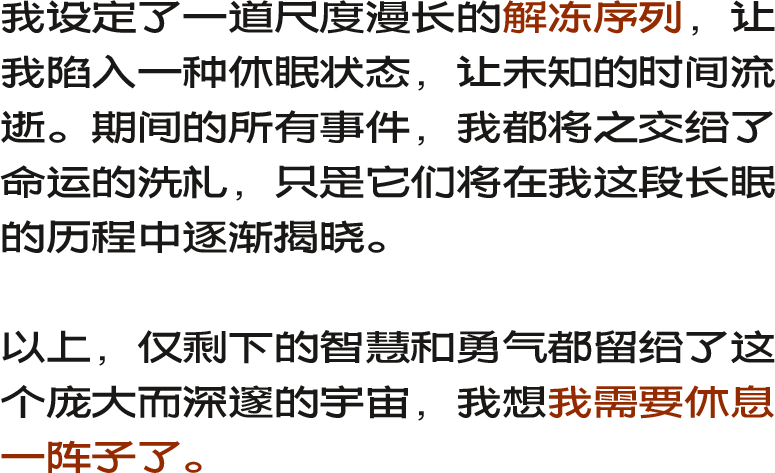 我设定了一道尺度漫长的解冻序列，让
我陷入一种休眠状态，让未知的时间流
逝。期间的所有事件，我都将之交给了
命运的洗札，只是它们将在我这段长眠
的历程中逐渐揭晓。
以上，仅剩下的智慧和勇气都留给了这
个庞大而深邃的宇宙，我想我需要休息
一阵子了。